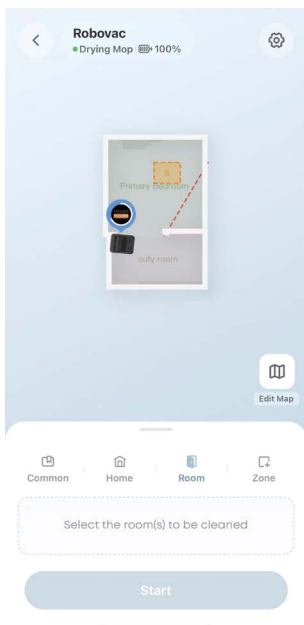 Robovac
Drying Mop 100%
Primary Bedroom
eufy room
Edit Map
Common
Home
Room
Zone
Select the room(s) to be cleaned
Start